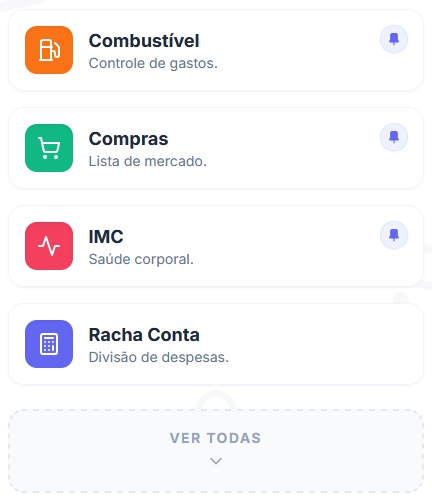 Combustível
Controle de gastos.
Compras
Lista de mercado.
IMC
Saúde corporal.
Racha Conta
Divisão de despesas.
VER TODAS